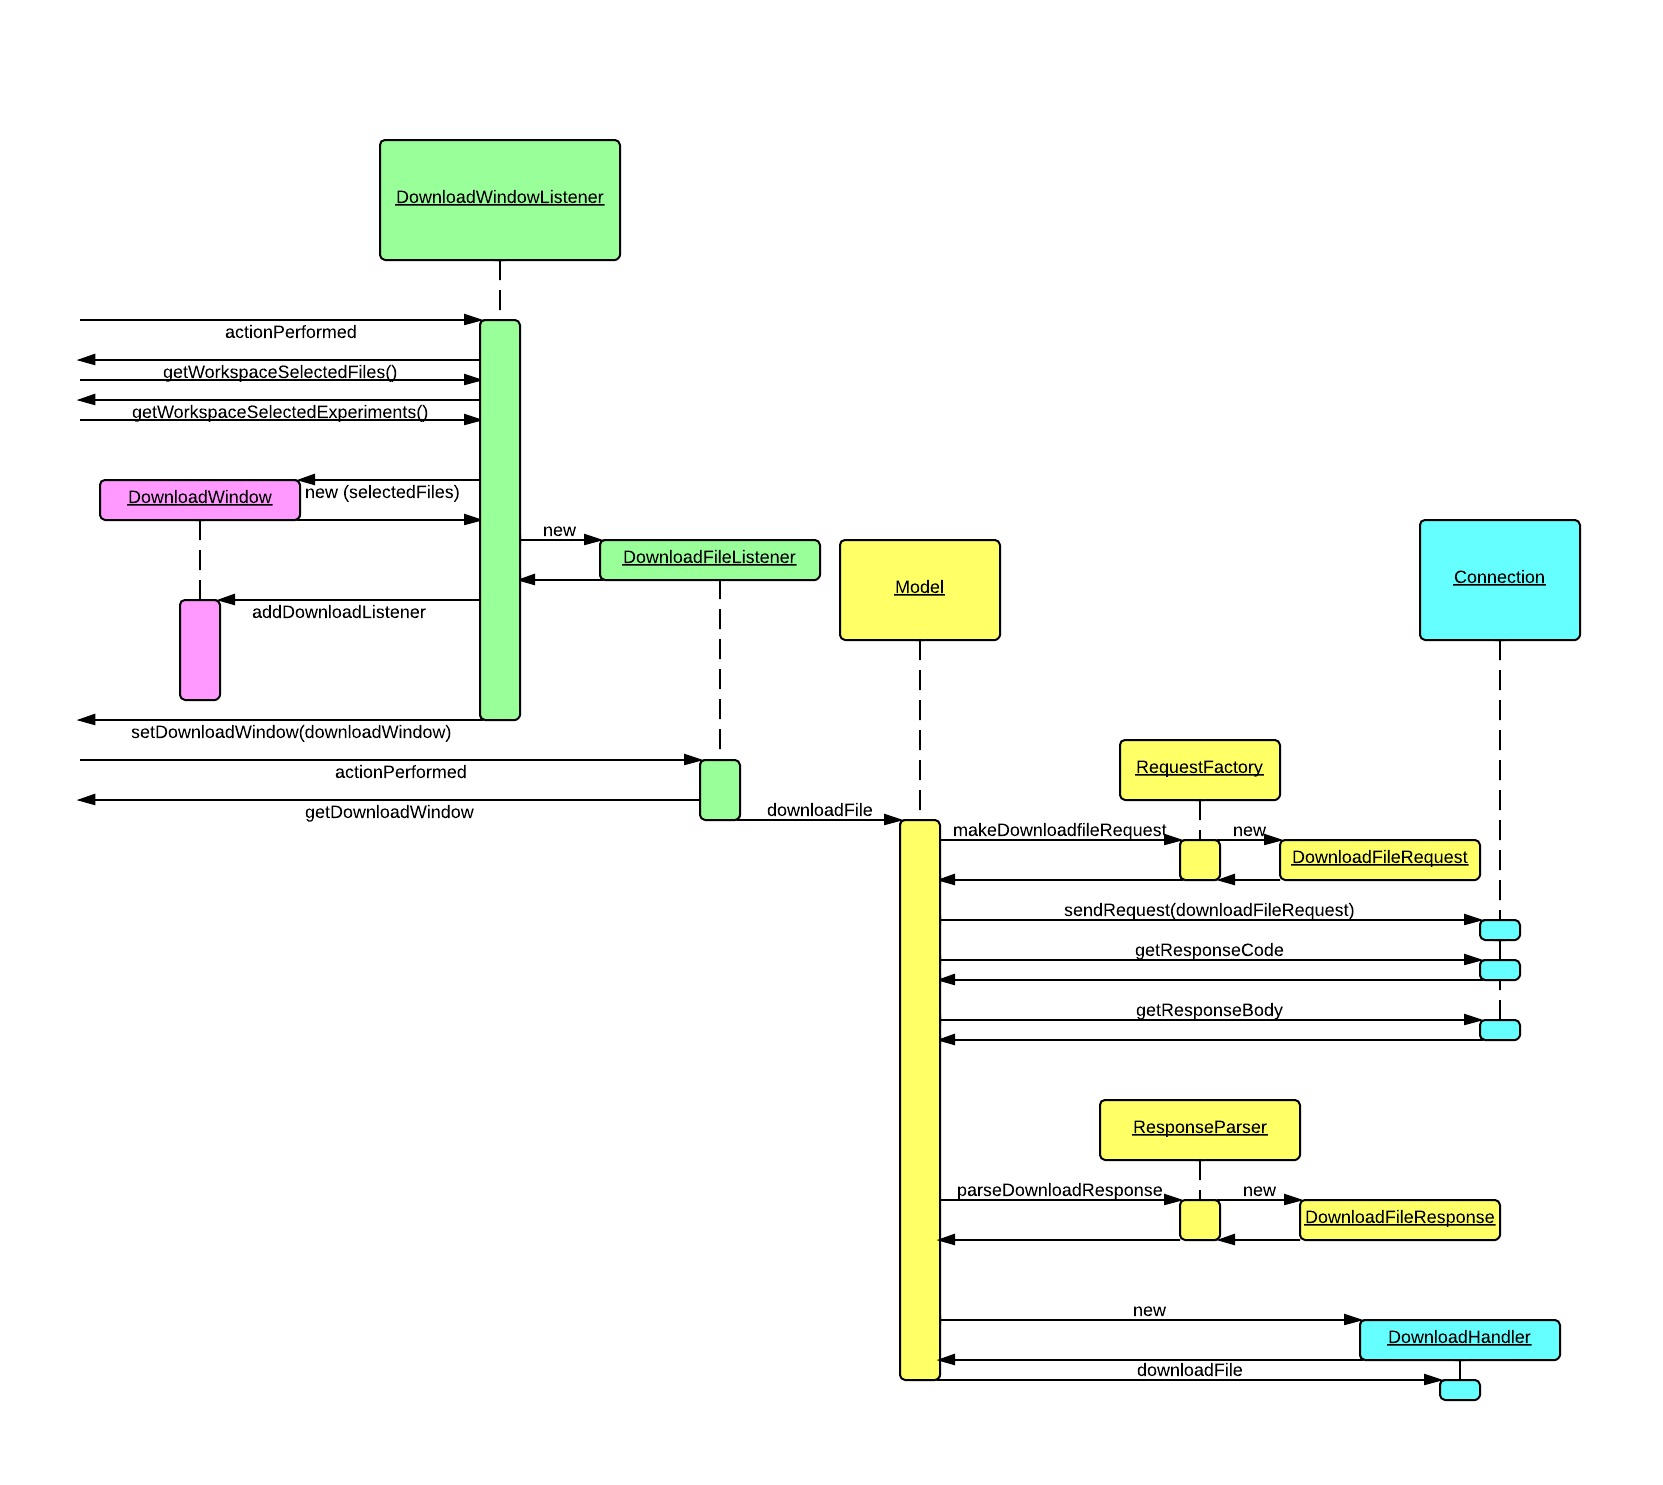 DownloadWindowListener
actionPerformed
getWorkspaceSelectedFiles()
getWorkspaceSelectedExperiments()
DownloadWindow
new (selectedFiles)
new
DownloadFileListener
Model
Connection
addDownloadListener
setDownloadWindow(downloadWindow)
actionPerformed
RequestFactory
getDownloadWindow
downloadFile
makeDownloadfileRequest
new
DownloadFileRequest
sendRequest(downloadFileRequest)
getResponseCode
getResponseBody
ResponseParser
parseDownloadResponse
new
DownloadFileResponse
new
DownloadHandler
downloadFile